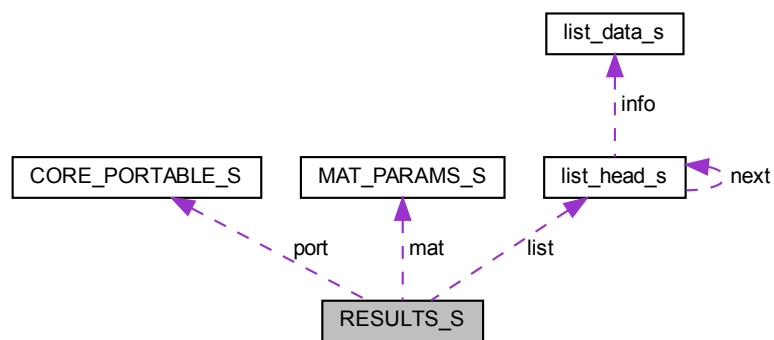 list_data_s
info
CORE_PORTABLE_S
MAT_PARAMS_S
list_head_s
next
port
mat
list
RESULTS_S